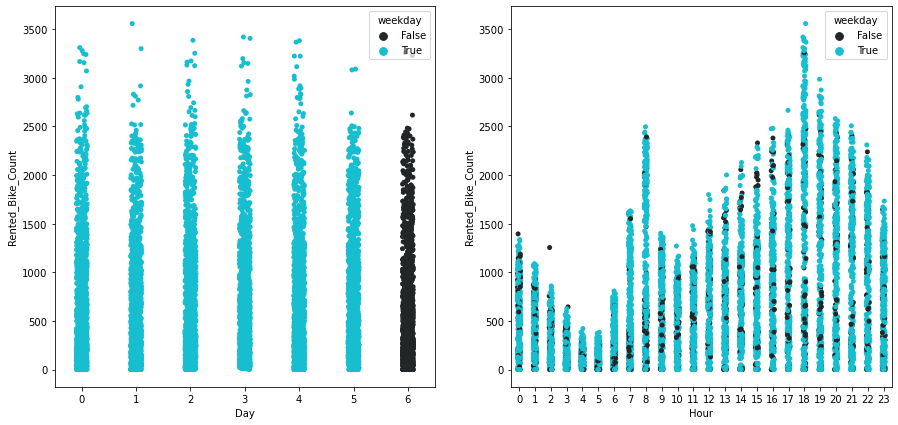 weekday
False
True
3500
3000
2500
2000
1500
1000
500
0
Rented_Bike_Count
0 1 2 3 4 5 6
Day
weekday
False
True
3500
3000
2500
2000
1500
1000
500
0
Rented_Bike_Count
0 1 2 3 4 5 6 7 8 9 10 11 12 13 14 15 16 17 18 19 20 21 22 23
Hour